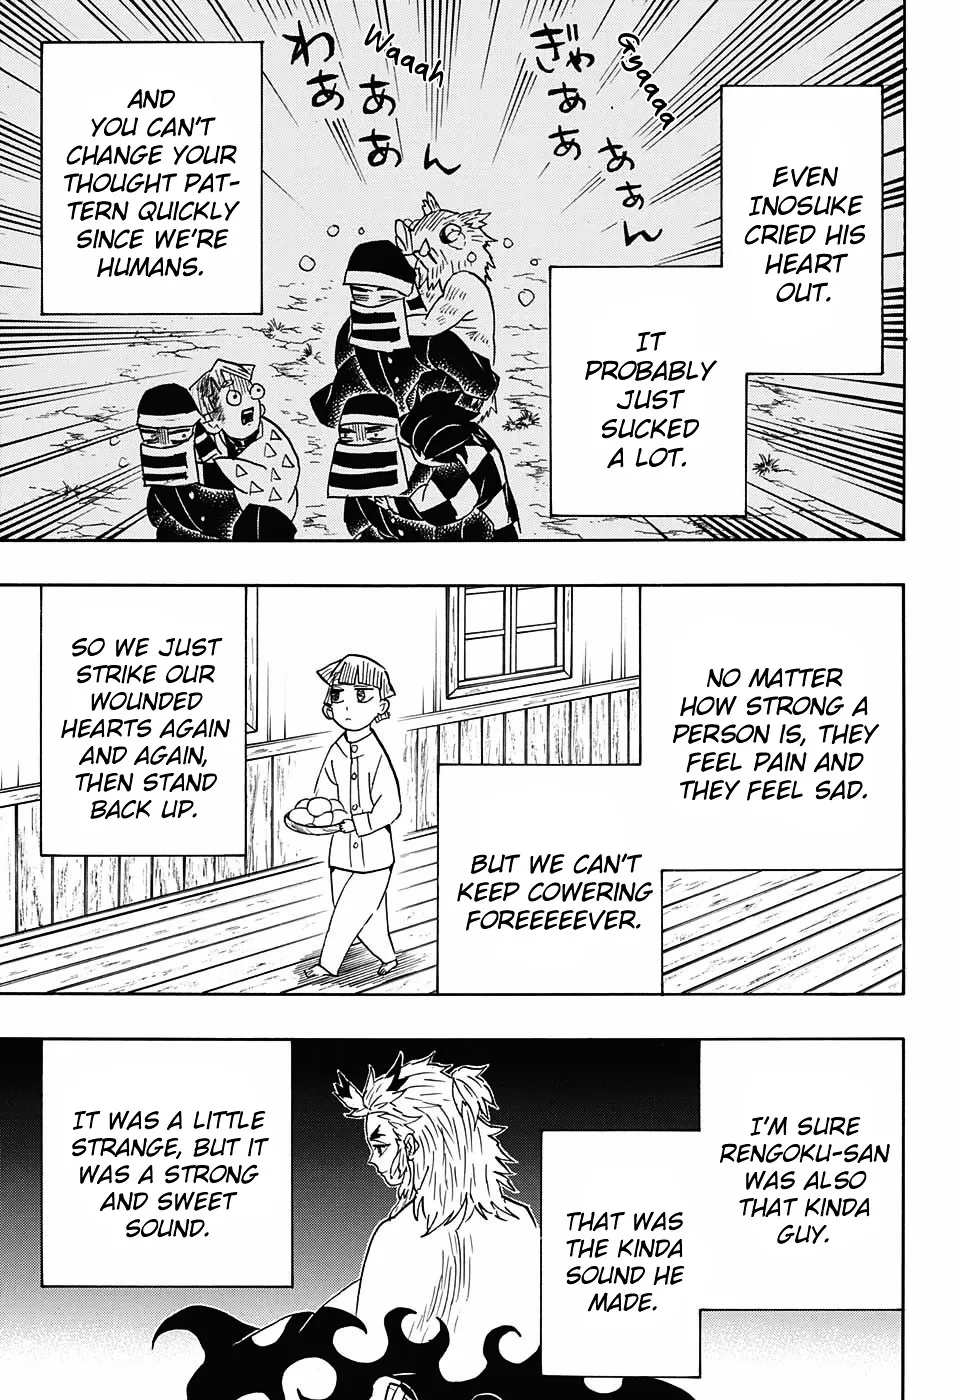 EVEN
INOSUKE
CRIED HIS
HEART
OUT.
Gyaaaa
ぎゃあああ
ああん
IT
PROBABLY
JUST
SUCKED
A LOT.
Waaah
わああ
あああん
AND
YOU CAN'T
CHANGE YOUR
THOUGHT PAT-
TERN QUICKLY
SINCE WE'RE
HUMANS.
NO MATTER
HOW STRONG A
PERSON IS, THEY
FEEL PAIN AND
THEY FEEL SAD.
BUT WE CAN'T
KEEP COWERING
FOREEEEEVER.
SO WE JUST
STRIKE OUR
WOUNDED
HEARTS AGAIN
AND AGAIN,
THEN STAND
BACK UP.
I'M SURE
RENGOKU-SAN
WAS ALSO
THAT KINDA
GUY.
THAT WAS
THE KINDA
SOUND HE
MADE.
IT WAS A LITTLE
STRANGE, BUT IT
WAS A STRONG
AND SWEET
SOUND.